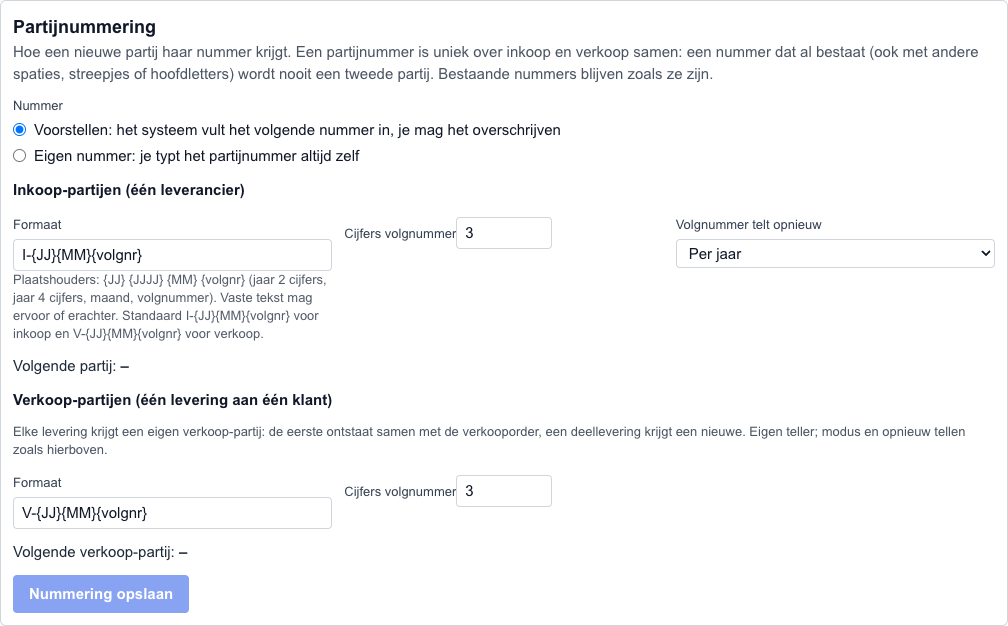 Partijnummering
Hoe een nieuwe partij haar nummer krijgt. Een partijnummer is uniek over inkoop en verkoop samen: een nummer dat al bestaat (ook met andere
spaties, streepjes of hoofdletters) wordt nooit een tweede partij. Bestaande nummers blijven zoals ze zijn.
Nummer
Voorstellen: het systeem vult het volgende nummer in, je mag het overschrijven
Eigen nummer: je typt het partijnummer altijd zelf
Inkoop-partijen (één leverancier)
Formaat
I-{JJ}{MM}{volgnr}
Cijfers volgnummer 3
Volgnummer telt opnieuw
Per jaar
Plaatshouders: {JJ} {JJJJ} {MM} {volgnr} (jaar 2 cijfers,
jaar 4 cijfers, maand, volgnummer). Vaste tekst mag
ervoor of erachter. Standaard I-{JJ}{MM}{volgnr} voor
inkoop en V-{JJ}{MM}{volgnr} voor verkoop.
Volgende partij: –
Verkoop-partijen (één levering aan één klant)
Elke levering krijgt een eigen verkoop-partij: de eerste ontstaat samen met de verkooporder, een deellevering krijgt een nieuwe. Eigen teller; modus en opnieuw tellen
zoals hierboven.
Formaat
V-{JJ}{MM}{volgnr}
Cijfers volgnummer 3
Volgende verkoop-partij: –
Nummering opslaan